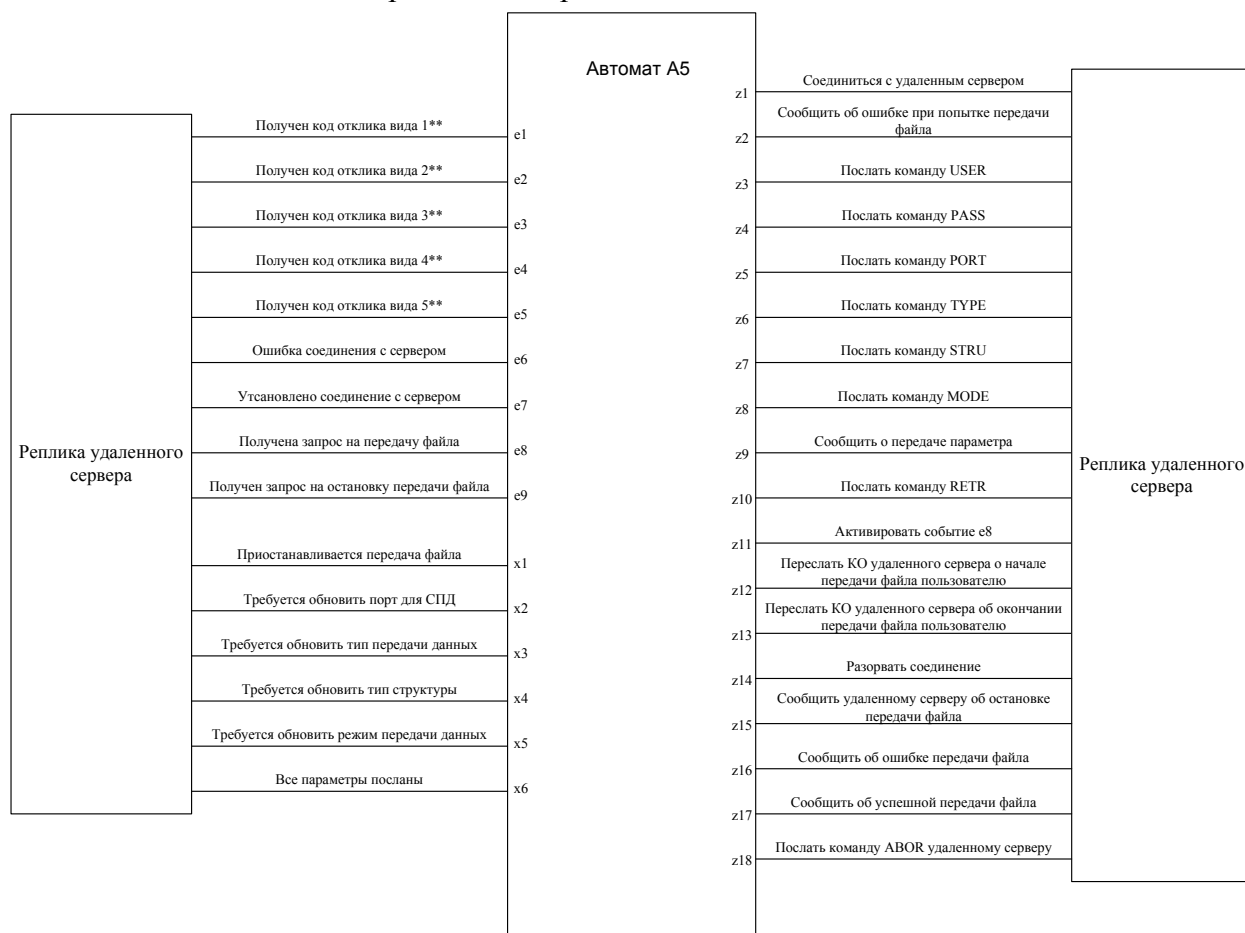 Автомат A5
Реплика удаленного
сервера
Получен код отклика вида 1**
e1
Получен код отклика вида 2**
e2
Получен код отклика вида 3**
e3
Получен код отклика вида 4**
e4
Получен код отклика вида 5**
e5
Ошибка соединения с сервером
e6
Утсановлено соединение с сервером
e7
Получена запрос на передачу файла
e8
Получен запрос на остановку передачи файла
e9
Приостанавливается передача файла
x1
Требуется обновить порт для СПД
x2
Требуется обновить тип передачи данных
x3
Требуется обновить тип структуры
x4
Требуется обновить режим передачи данных
x5
Все параметры посланы
x6
Соединиться с удаленным сервером
z1
Сообщить об ошибке при попытке передачи
файла
z2
Послать команду USER
z3
Послать команду PASS
z4
Послать команду PORT
z5
Послать команду TYPE
z6
Послать команду STRU
z7
Послать команду MODE
z8
Сообщить о передаче параметра
z9
Послать команду RETR
z10
Активировать событие e8
z11
Переслать КО удаленного сервера о начале
передачи файла пользователю
z12
Переслать КО удаленного сервера об окончании
передачи файла пользователю
z13
Разорвать соединение
z14
Сообщить удаленному серверу об остановке
передачи файла
z15
Сообщить об ошибке передачи файла
z16
Сообщить об успешной передачи файла
z17
Послать команду ABOR удаленному серверу
z18
Реплика удаленного
сервера